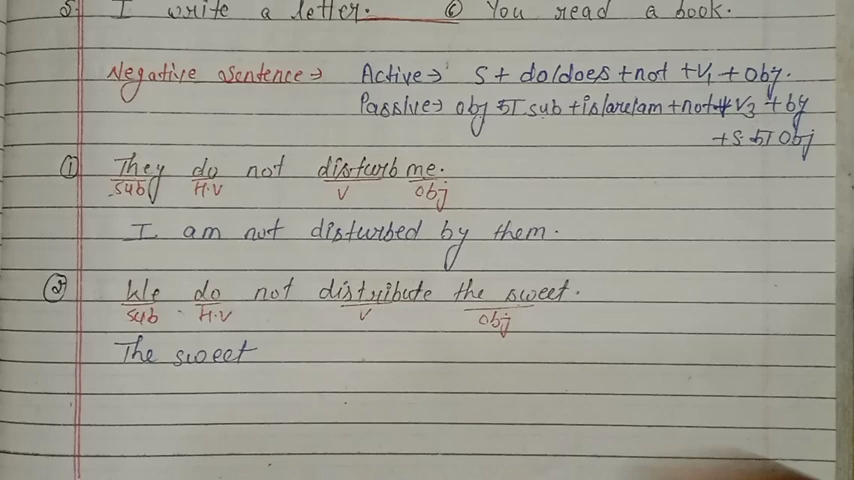 5. I write a letter. ⑥ You read a book.
Negative Sentence → Active → S + do/does + not + V₁ + Obj.
Passive → Obj का sub + is/are/am + not + V₃ + by
+ S का Obj
① They do not disturb me.
Sub H.V V Obj
I am not disturbed by them.
② We do not distribute the sweet.
Sub H.V V Obj
The sweet